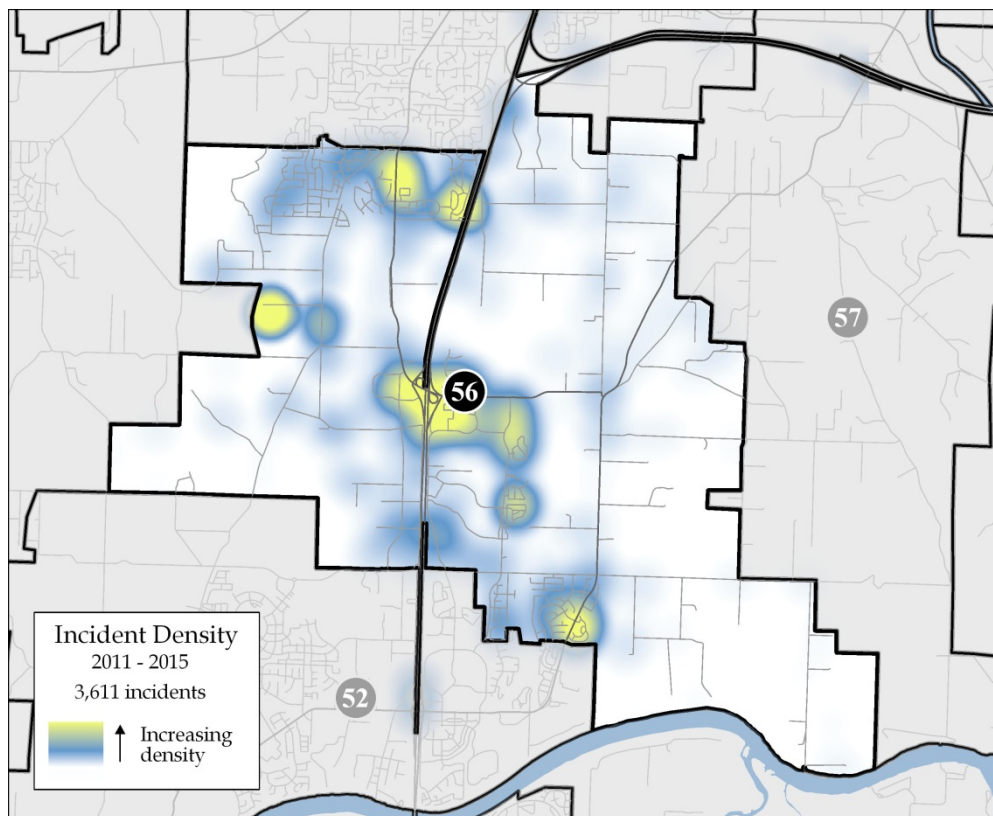 57
56
52
Incident Density
2011 - 2015
3,611 incidents
Increasing
density